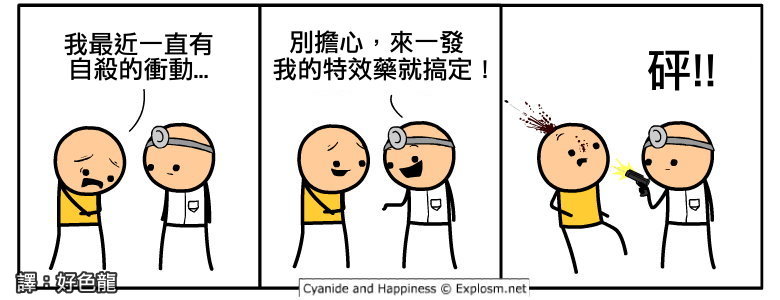 我最近一直有
自殺的衝動...
別擔心，來一發
我的特效藥就搞定！
砰!!
譯：好色龍
Cyanide and Happiness © Explosm.net